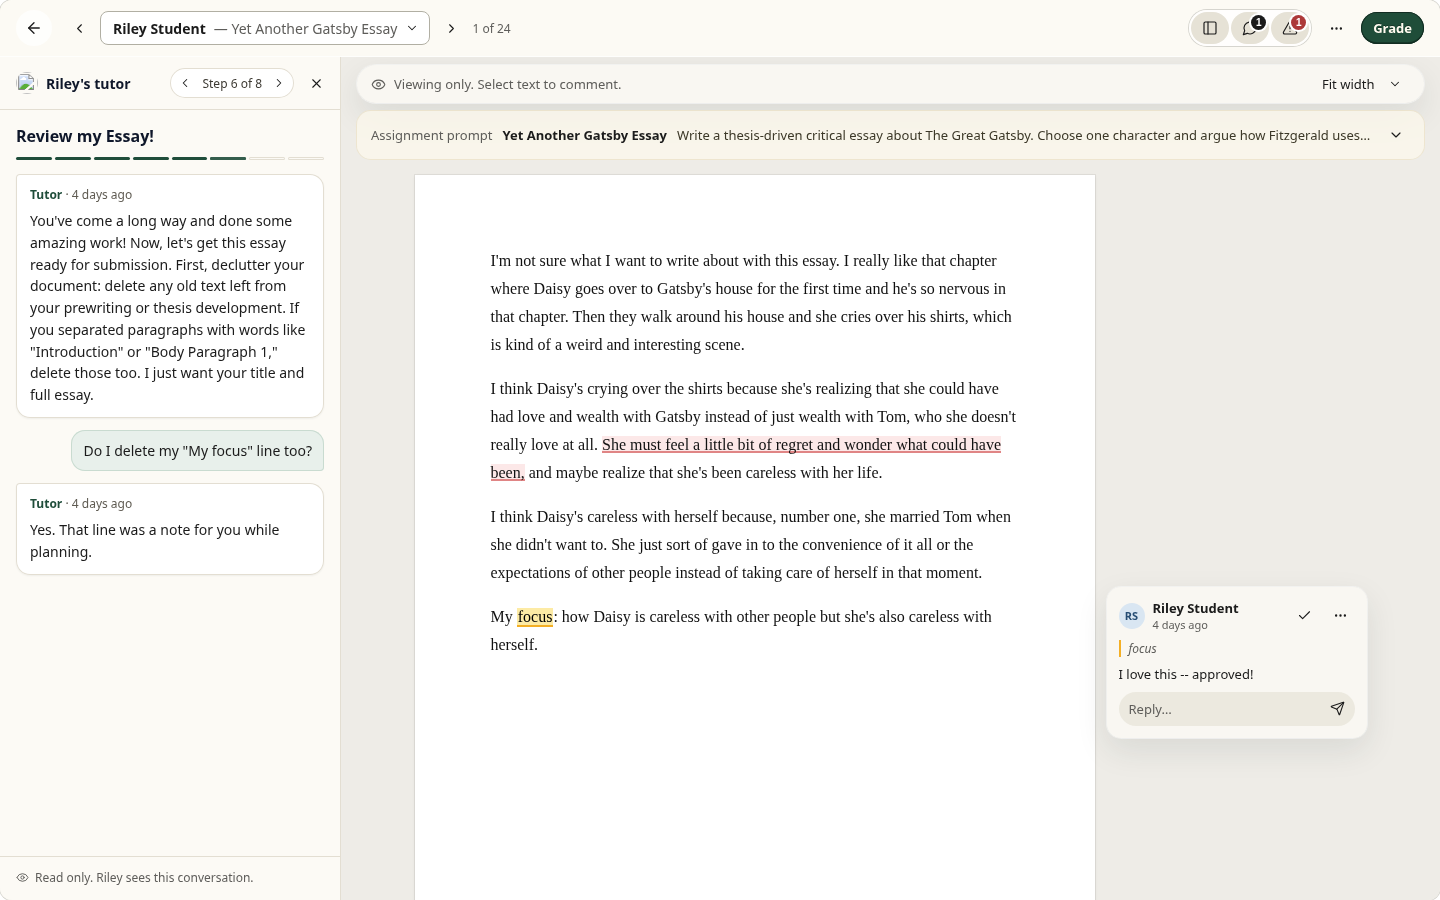 Riley Student — Yet Another Gatsby Essay
1 of 24
1
1
Grade
Riley's tutor
Step 6 of 8
Review my Essay!
Tutor · 4 days ago
You've come a long way and done some
amazing work! Now, let's get this essay
ready for submission. First, declutter your
document: delete any old text left from
your prewriting or thesis development. If
you separated paragraphs with words like
"Introduction" or "Body Paragraph 1,"
delete those too. I just want your title and
full essay.
Do I delete my "My focus" line too?
Tutor · 4 days ago
Yes. That line was a note for you while
planning.
Read only. Riley sees this conversation.
Viewing only. Select text to comment.
Fit width
Assignment prompt Yet Another Gatsby Essay Write a thesis-driven critical essay about The Great Gatsby. Choose one character and argue how Fitzgerald uses...
I'm not sure what I want to write about with this essay. I really like that chapter
where Daisy goes over to Gatsby's house for the first time and he's so nervous in
that chapter. Then they walk around his house and she cries over his shirts, which
is kind of a weird and interesting scene.
I think Daisy's crying over the shirts because she's realizing that she could have
had love and wealth with Gatsby instead of just wealth with Tom, who she doesn't
really love at all. She must feel a little bit of regret and wonder what could have
been, and maybe realize that she's been careless with her life.
I think Daisy's careless with herself because, number one, she married Tom when
she didn't want to. She just sort of gave in to the convenience of it all or the
expectations of other people instead of taking care of herself in that moment.
My focus: how Daisy is careless with other people but she's also careless with
herself.
RS
Riley Student
4 days ago
focus
I love this -- approved!
Reply...